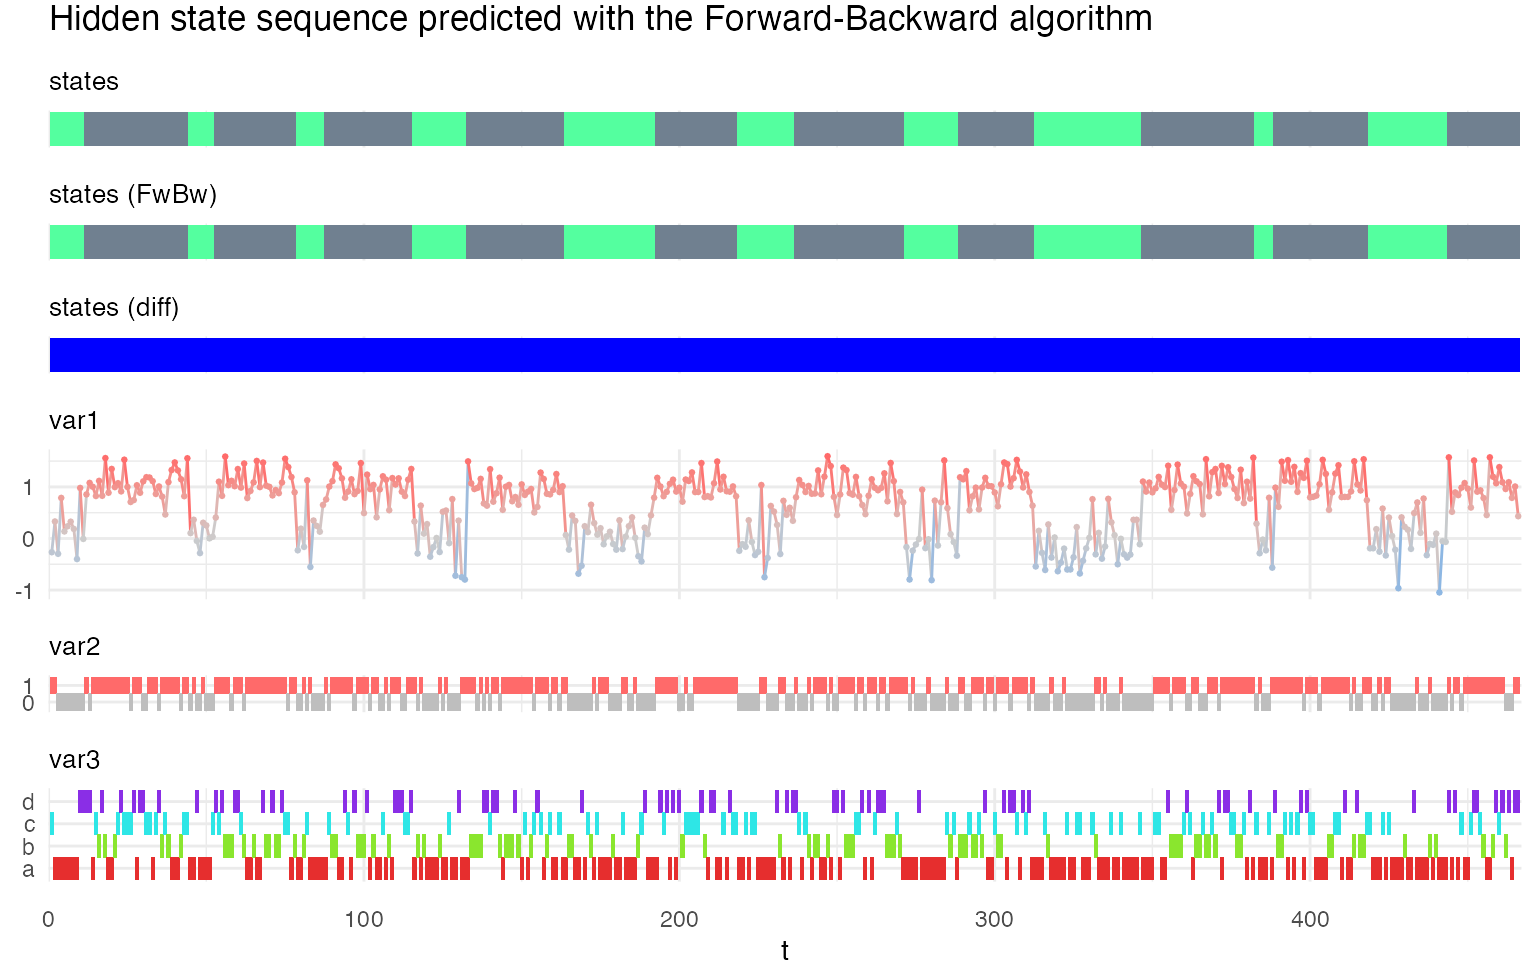 Hidden state sequence predicted with the Forward-Backward algorithm
states
states (FwBw)
states (diff)
var1
1
0
-1
var2
1
0
var3
d
c
b
a
0 100 200 300 400
t